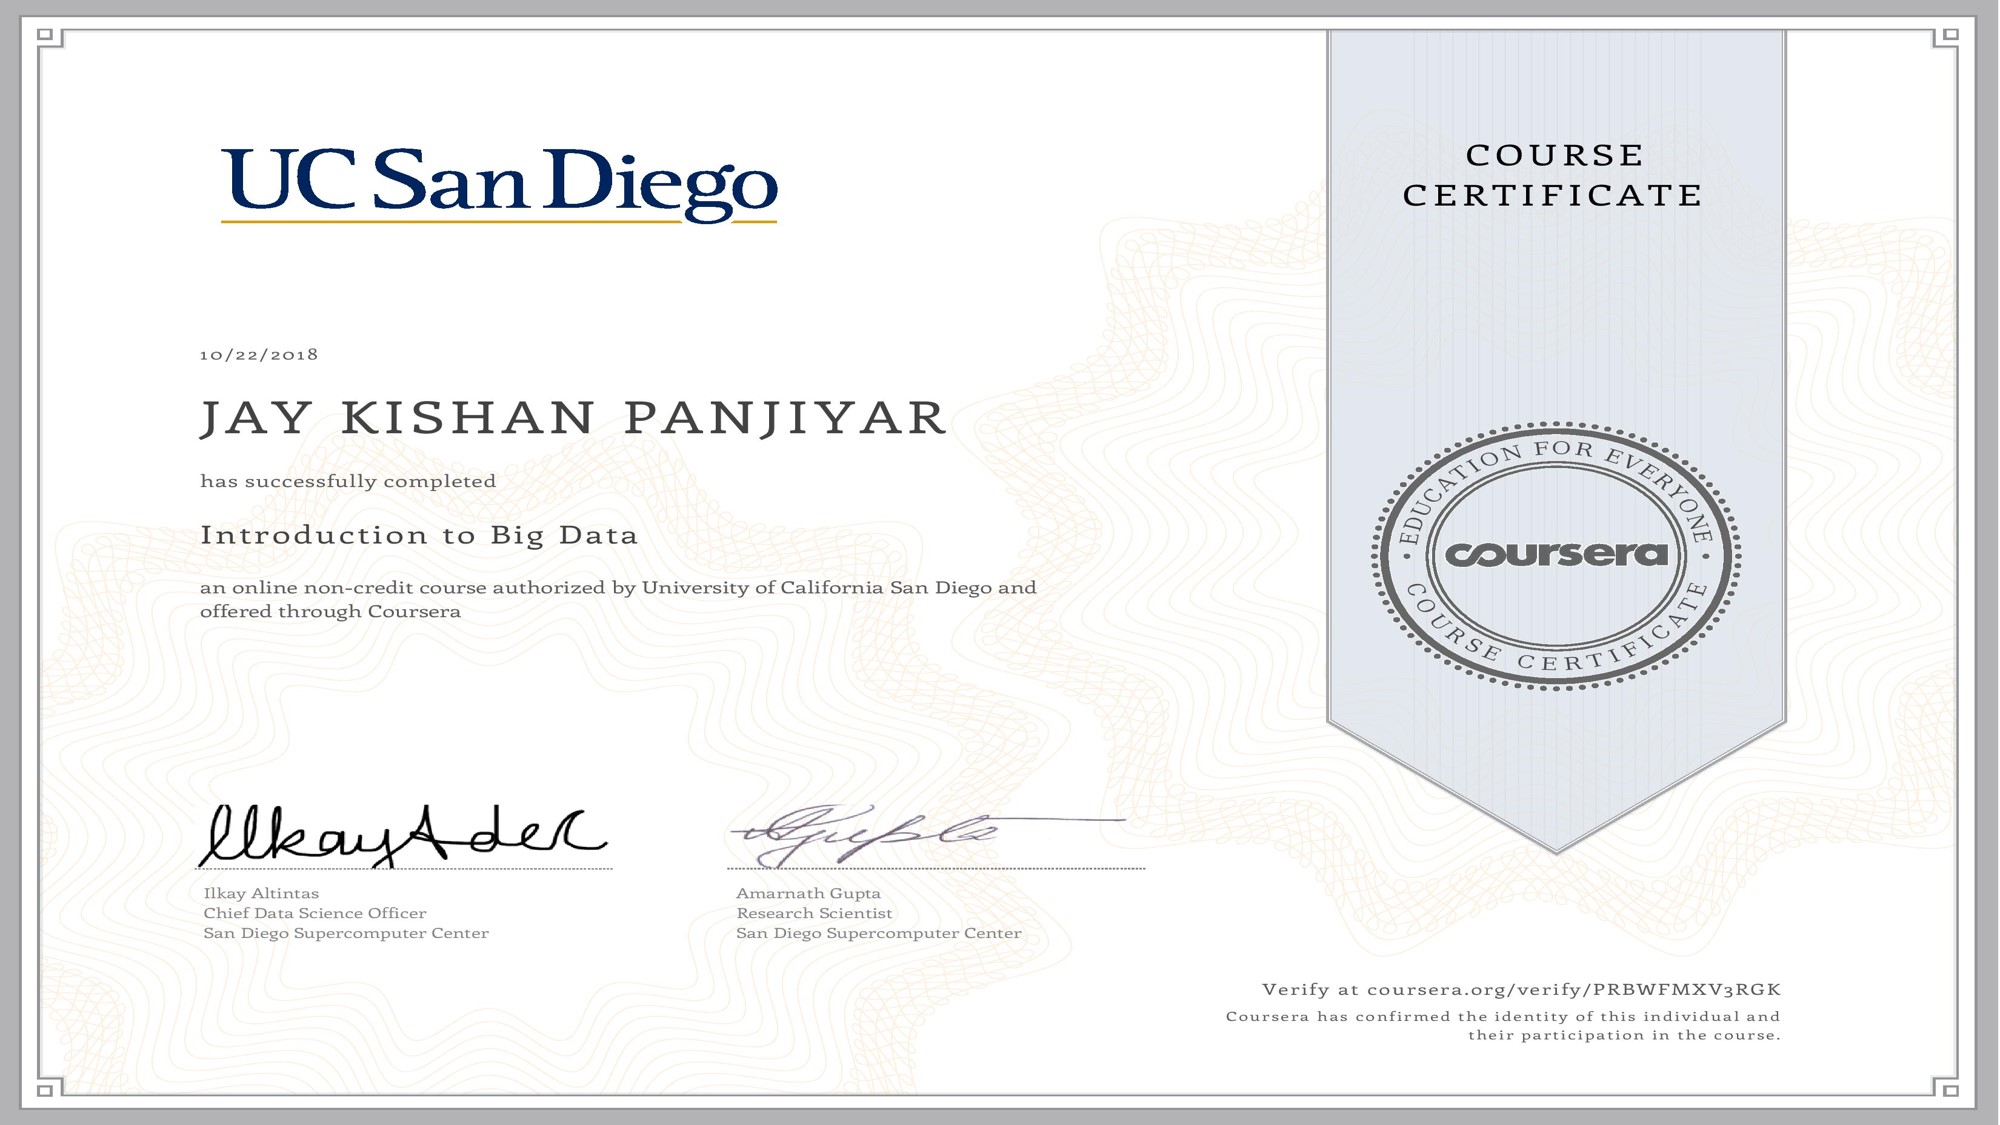 UC San Diego
COURSE
CERTIFICATE
10/22/2018
JAY KISHAN PANJIYAR
has successfully completed
Introduction to Big Data
an online non-credit course authorized by University of California San Diego and
offered through Coursera
EDUCATION FOR EVERYONE
coursera
COURSE CERTIFICATE
Ilkay Altintas
Chief Data Science Officer
San Diego Supercomputer Center
Amarnath Gupta
Research Scientist
San Diego Supercomputer Center
Verify at coursera.org/verify/PRBWFMXV3RGK
Coursera has confirmed the identity of this individual and
their participation in the course.